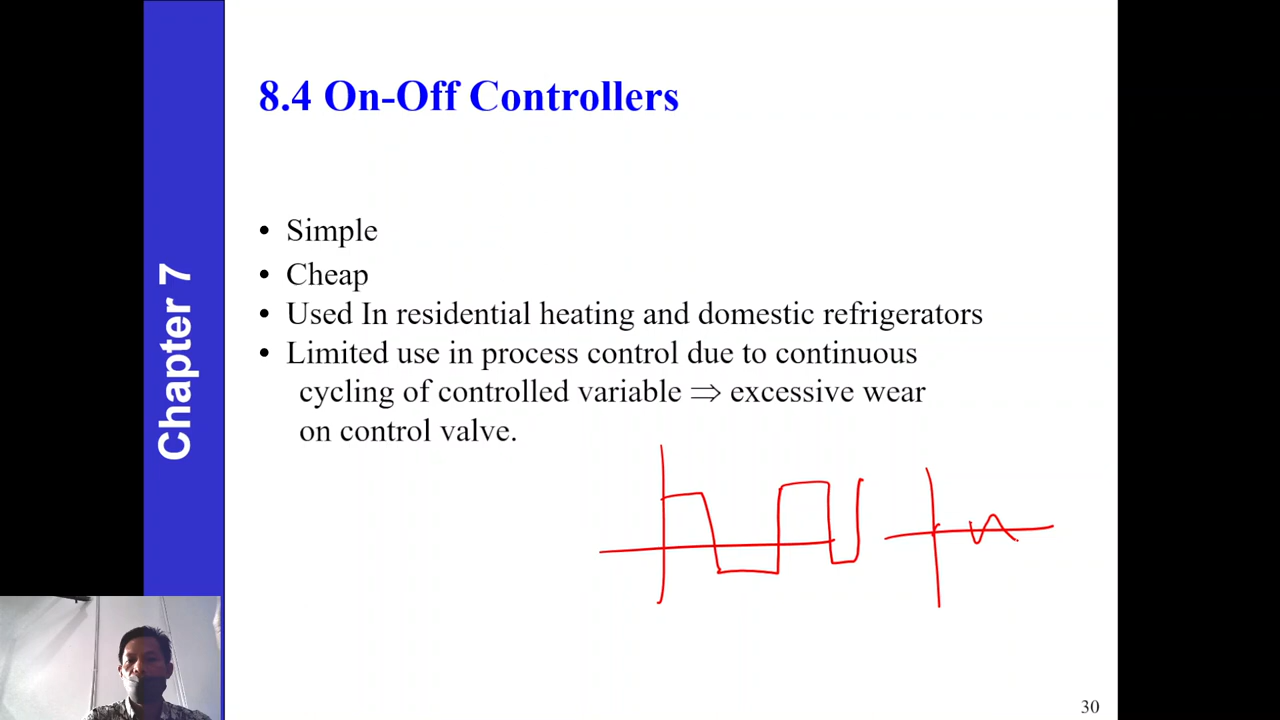 Chapter 7
8.4 On-Off Controllers
• Simple
• Cheap
• Used In residential heating and domestic refrigerators
• Limited use in process control due to continuous
cycling of controlled variable ⇒ excessive wear
on control valve.
30